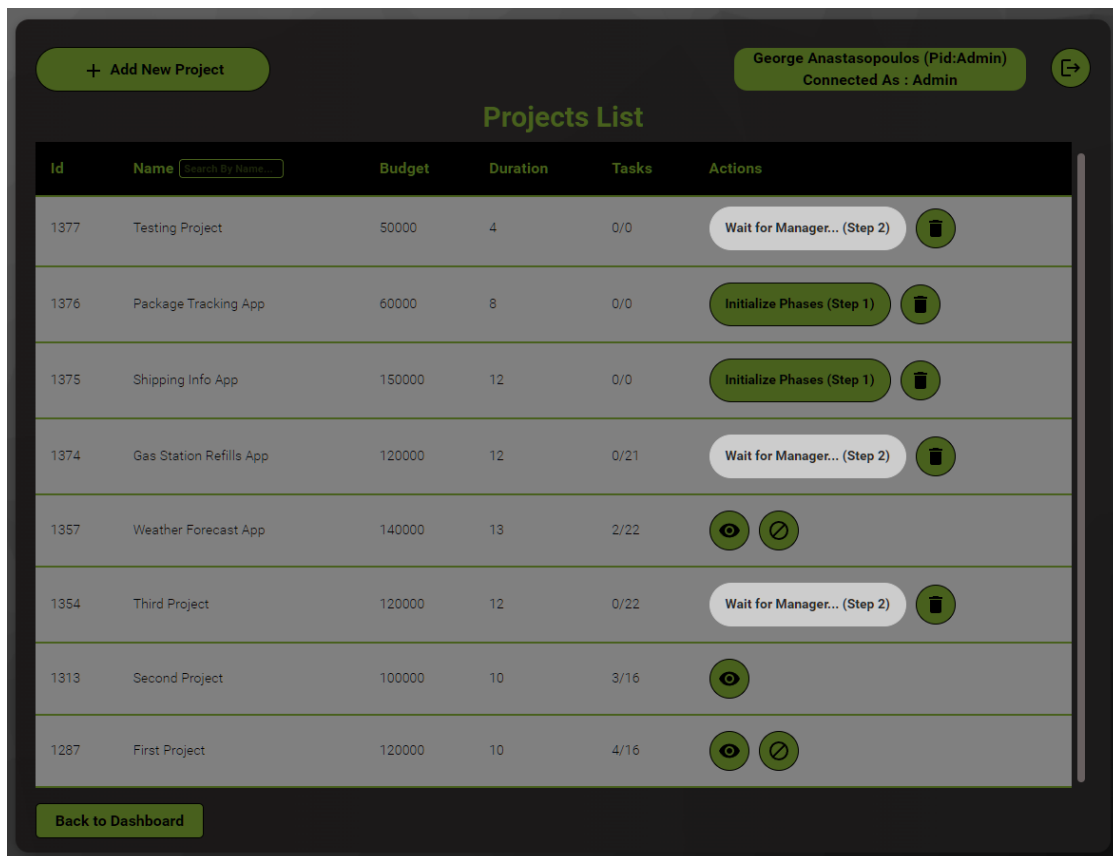 + Add New Project
George Anastasopoulos (Pid:Admin)
Connected As : Admin
Projects List
Id Name Search By Name... Budget Duration Tasks Actions
1377 Testing Project 50000 4 0/0 Wait for Manager... (Step 2)
1376 Package Tracking App 60000 8 0/0 Initialize Phases (Step 1)
1375 Shipping Info App 150000 12 0/0 Initialize Phases (Step 1)
1374 Gas Station Refills App 120000 12 0/21 Wait for Manager... (Step 2)
1357 Weather Forecast App 140000 13 2/22
1354 Third Project 120000 12 0/22 Wait for Manager... (Step 2)
1313 Second Project 100000 10 3/16
1287 First Project 120000 10 4/16
Back to Dashboard